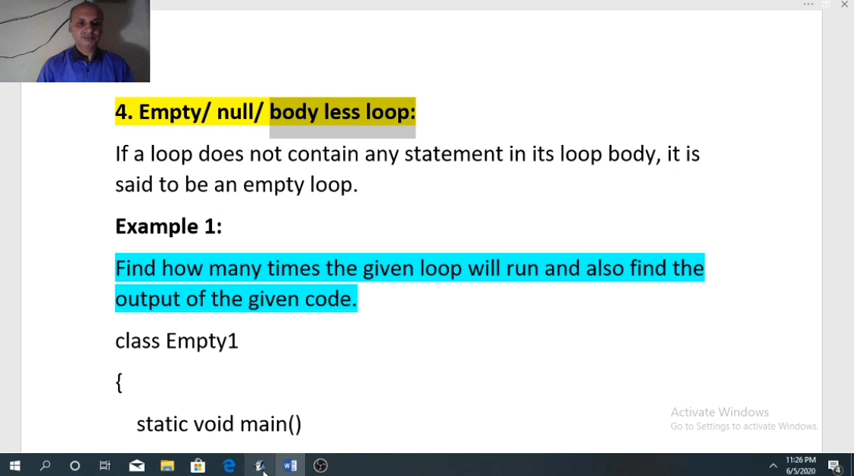 4. Empty/ null/ body less loop:
If a loop does not contain any statement in its loop body, it is
said to be an empty loop.
Example 1:
Find how many times the given loop will run and also find the
output of the given code.
class Empty1
{
static void main()
Activate Windows
Go to Settings to activate Windows.
11:26 PM
6/5/2020
4